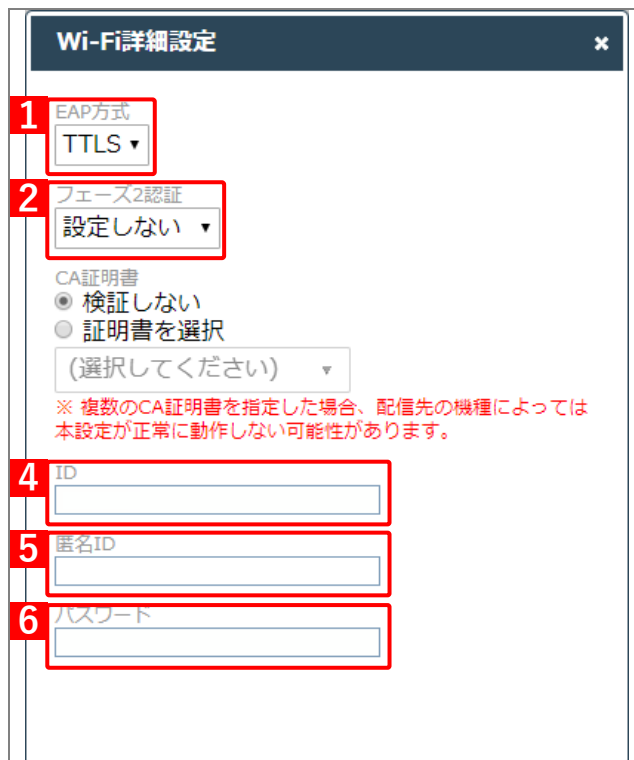 Wi-Fi詳細設定 ×
1 EAP方式
TTLS
2 フェーズ2認証
設定しない
CA証明書
検証しない
証明書を選択
(選択してください)
※ 複数のCA証明書を指定した場合、配信先の機種によっては
本設定が正常に動作しない可能性があります。
4 ID
5 匿名ID
6 パスワード